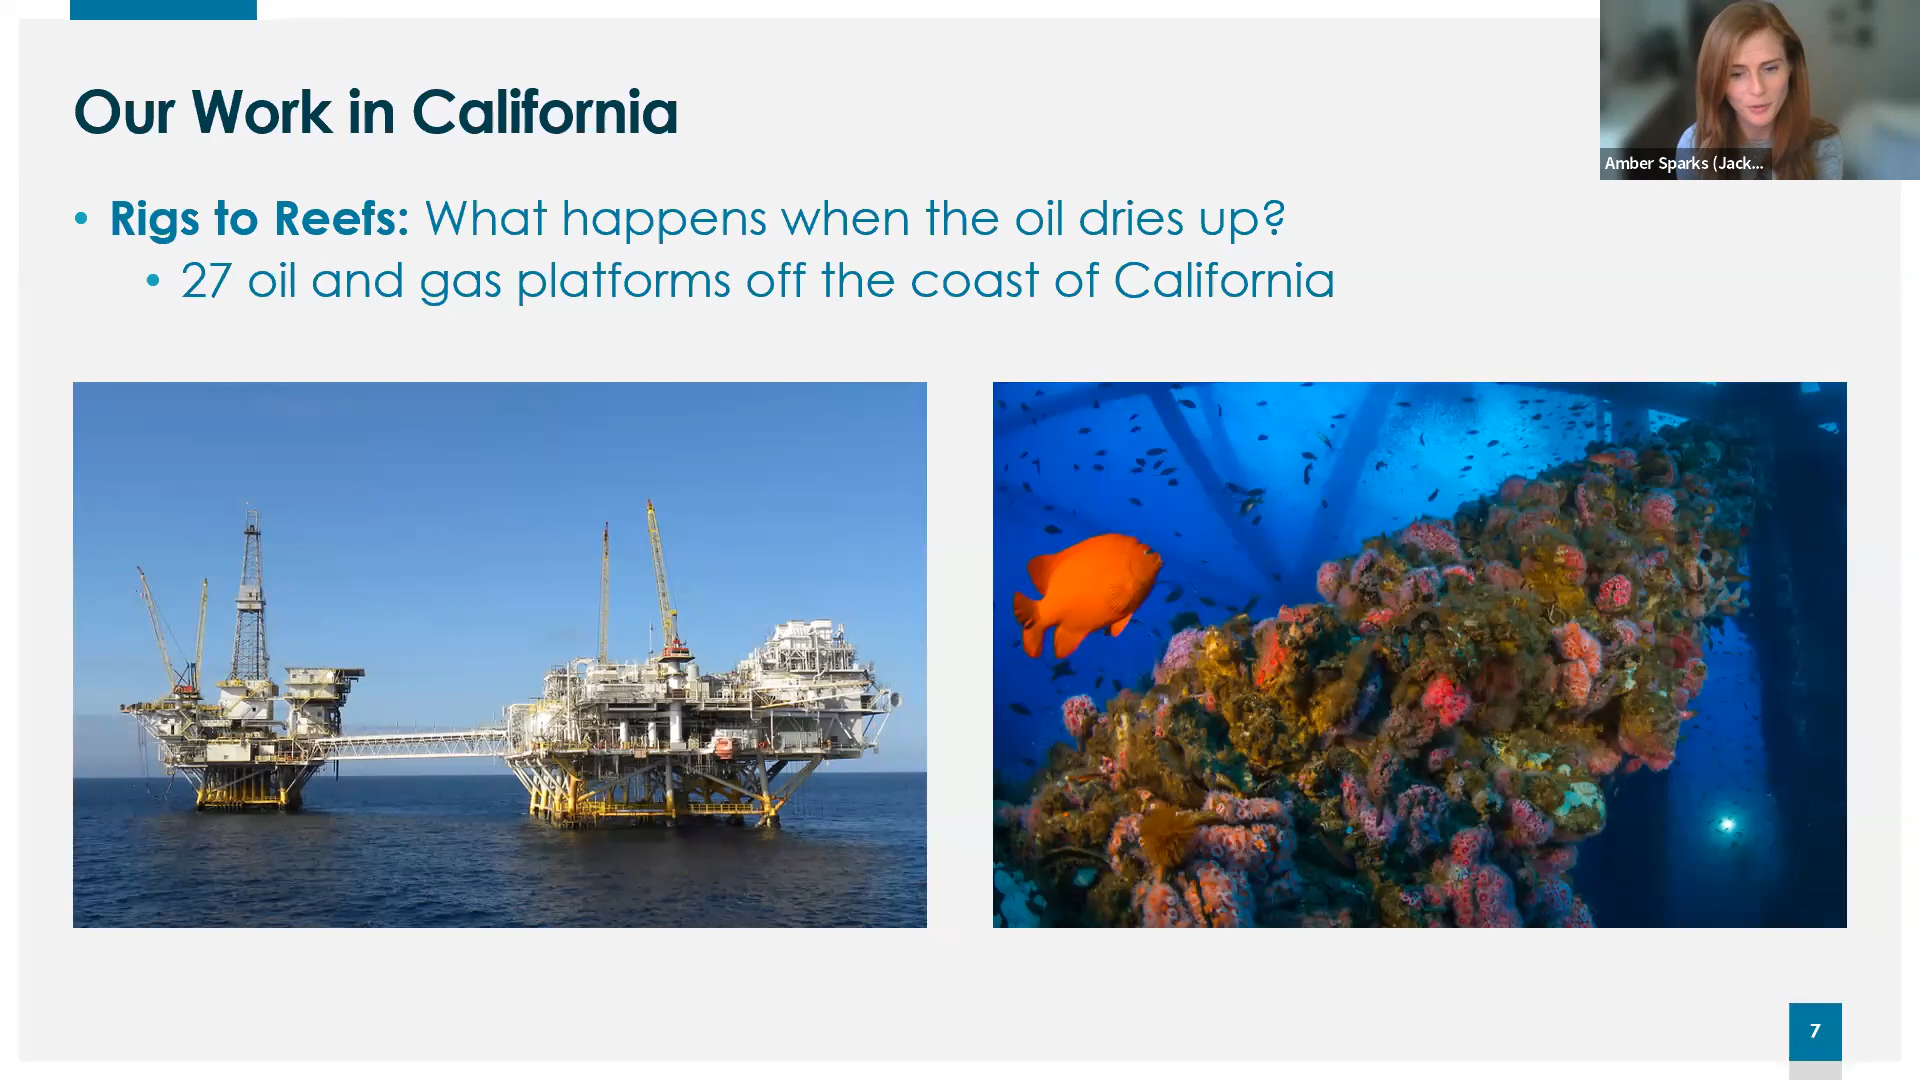 Our Work in California
Amber Sparks (Jack...
• Rigs to Reefs: What happens when the oil dries up?
• 27 oil and gas platforms off the coast of California
7